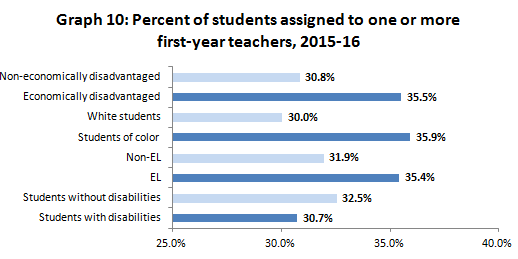 Graph 10: Percent of students assigned to one or more
first-year teachers, 2015-16
Non-economically disadvantaged 30.8%
Economically disadvantaged 35.5%
White students 30.0%
Students of color 35.9%
Non-EL 31.9%
EL 35.4%
Students without disabilities 32.5%
Students with disabilities 30.7%
25.0% 30.0% 35.0% 40.0%